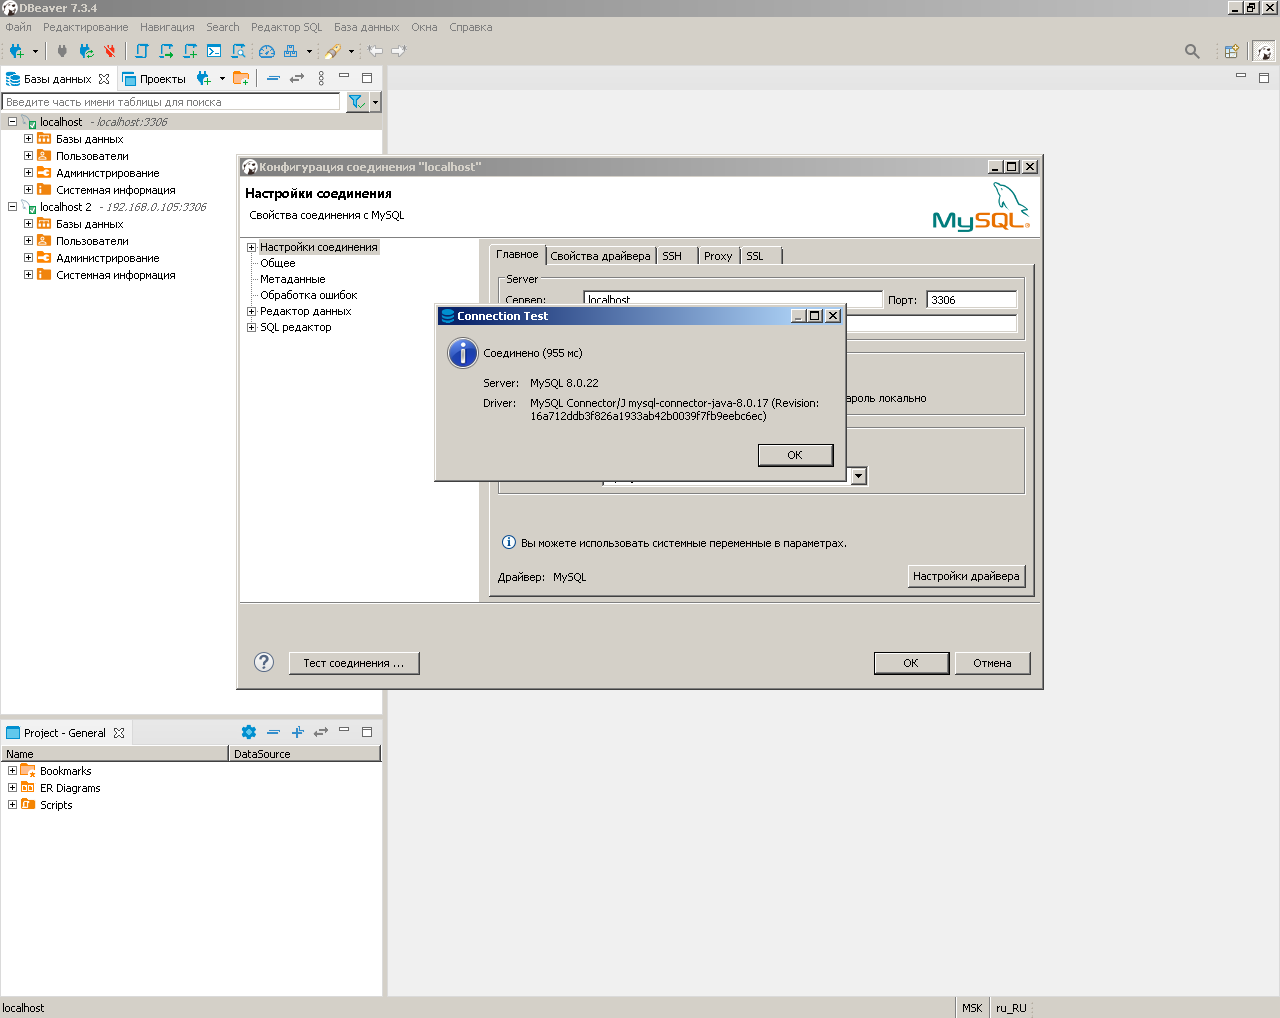 DBeaver 7.3.4
Файл Редактирование Навигация Search Редактор SQL База данных Окна Справка
Базы данных Проекты
Введите часть имени таблицы для поиска
localhost - localhost:3306
Базы данных
Пользователи
Администрирование
Системная информация
localhost 2 - 192.168.0.105:3306
Базы данных
Пользователи
Администрирование
Системная информация
Конфигурация соединения "localhost"
Настройки соединения
Свойства соединения с MySQL
MySQL
Настройки соединения
Общее
Метаданные
Обработка ошибок
Редактор данных
SQL редактор
Главное Свойства драйвера SSH Proxy SSL
Server
Сервер: localhost Порт: 3306
Connection Test
Соединено (955 мс)
Server: MySQL 8.0.22
Driver: MySQL Connector/J mysql-connector-java-8.0.17 (Revision:
16a712ddb3f826a1933ab42b0039f7fb9eebc6ec)
OK
ароль локально
Вы можете использовать системные переменные в параметрах.
Драйвер: MySQL Настройки драйвера
Тест соединения ... OK Отмена
Project - General
Name DataSource
Bookmarks
ER Diagrams
Scripts
localhost MSK ru_RU